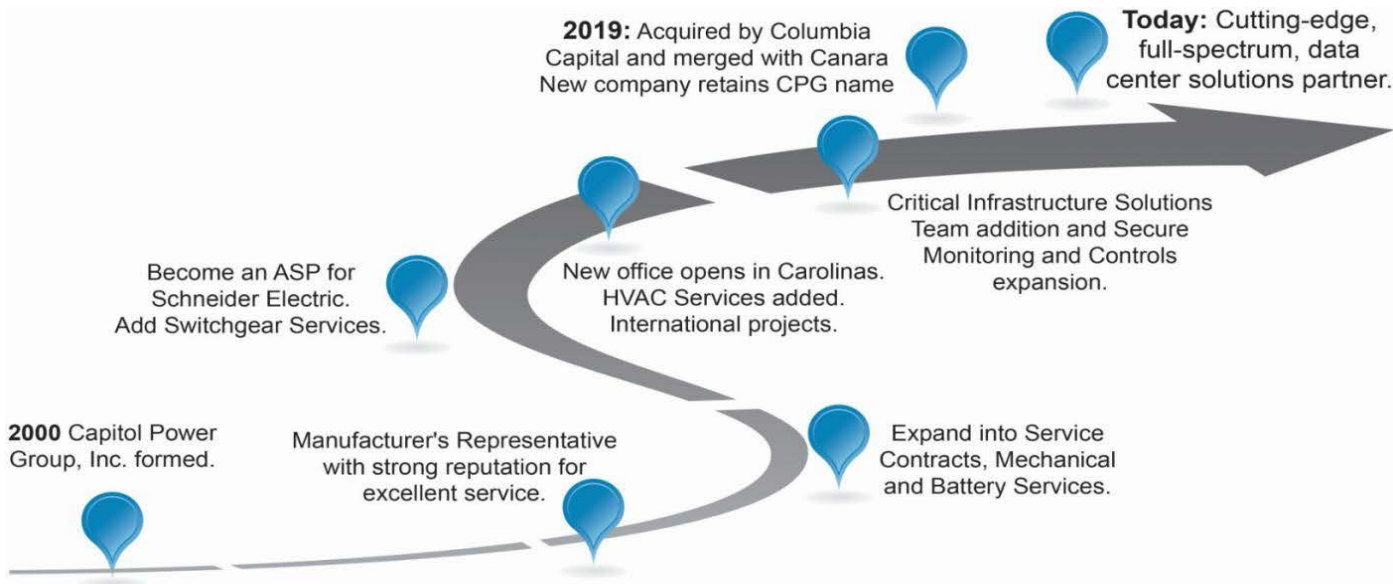 2019: Acquired by Columbia
Capital and merged with Canara
New company retains CPG name
Today: Cutting-edge,
full-spectrum, data
center solutions partner.
Critical Infrastructure Solutions
Team addition and Secure
Monitoring and Controls
expansion.
New office opens in Carolinas.
HVAC Services added.
International projects.
Become an ASP for
Schneider Electric.
Add Switchgear Services.
2000 Capitol Power
Group, Inc. formed.
Manufacturer's Representative
with strong reputation for
excellent service.
Expand into Service
Contracts, Mechanical
and Battery Services.